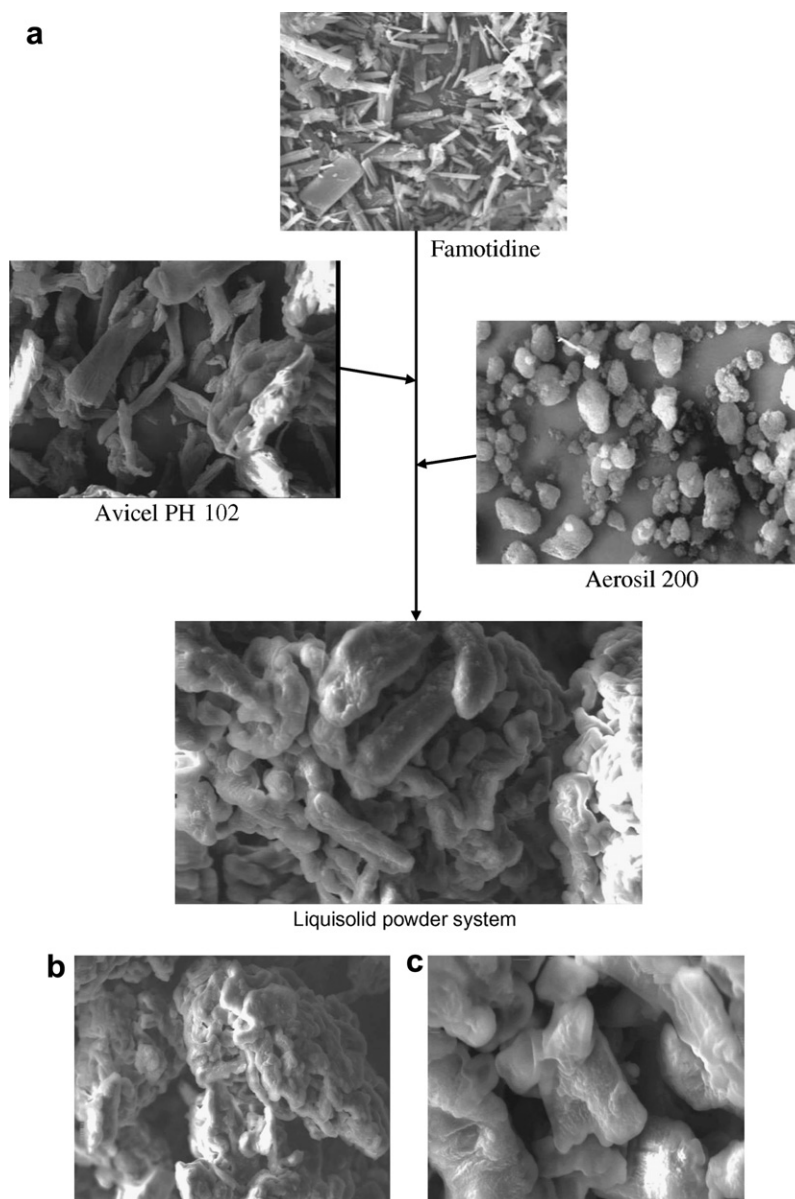 a
Famotidine
Avicel PH 102
Aerosil 200
Liquisolid powder system
b
c